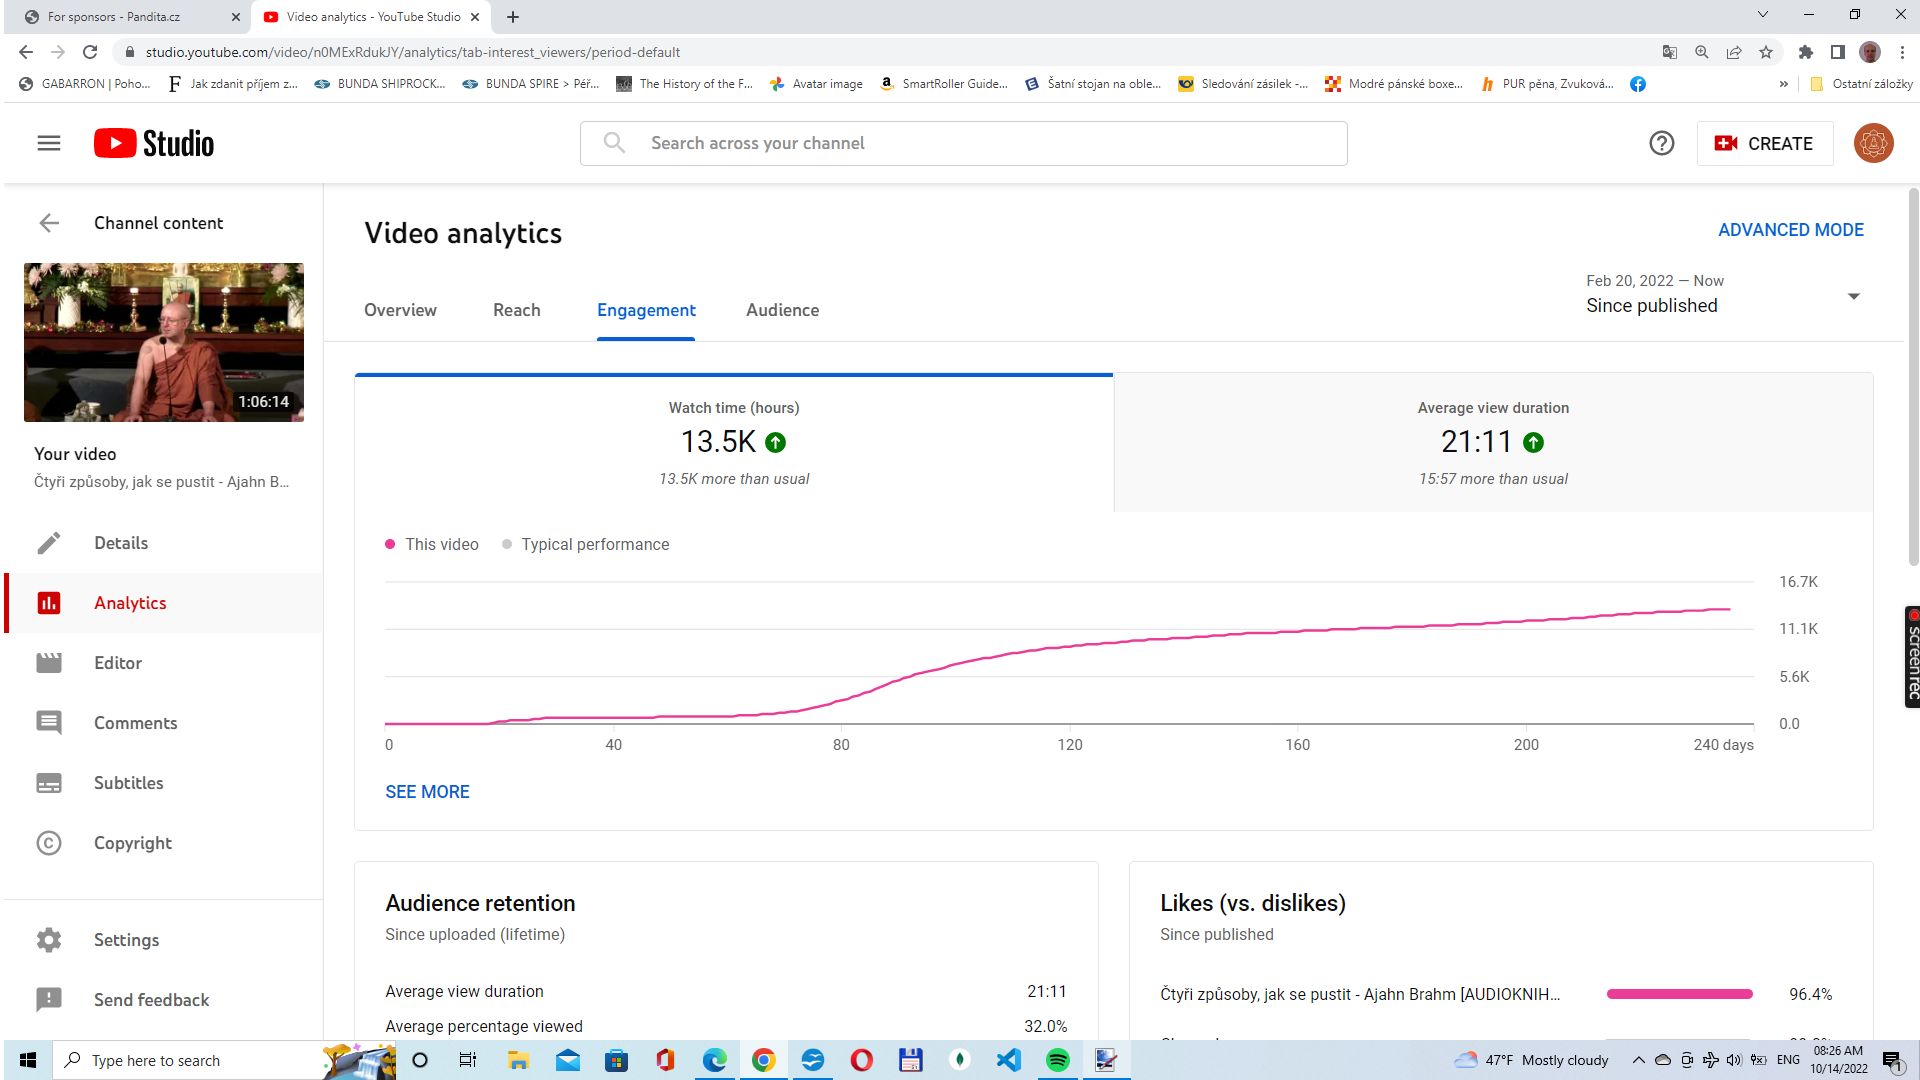 For sponsors - Pandita.cz
Video analytics - YouTube Studio
studio.youtube.com/video/n0MExRdukJY/analytics/tab-interest_viewers/period-default
GABARRON | Poho...
Jak zdanit příjem z...
BUNDA SHIPROCK...
BUNDA SPIRE > Péř...
The History of the F...
Avatar image
SmartRoller Guide...
Šatní stojan na oble...
Sledování zásilek -...
Modré pánské boxe...
PUR pěna, Zvuková...
»
Ostatní záložky
Studio
Search across your channel
CREATE
Channel content
1:06:14
Your video
Čtyři způsoby, jak se pustit - Ajahn B...
Details
Analytics
Editor
Comments
Subtitles
Copyright
Settings
Send feedback
Video analytics
ADVANCED MODE
Overview
Reach
Engagement
Audience
Feb 20, 2022 – Now
Since published
Watch time (hours)
13.5K
13.5K more than usual
Average view duration
21:11
15:57 more than usual
This video
Typical performance
16.7K
11.1K
5.6K
0.0
0 40 80 120 160 200 240 days
SEE MORE
Audience retention
Since uploaded (lifetime)
Average view duration 21:11
Average percentage viewed 32.0%
Likes (vs. dislikes)
Since published
Čtyři způsoby, jak se pustit - Ajahn Brahm [AUDIOKNIH... 96.4%
screenrec
Type here to search
47°F Mostly cloudy
ENG
08:26 AM
10/14/2022
1